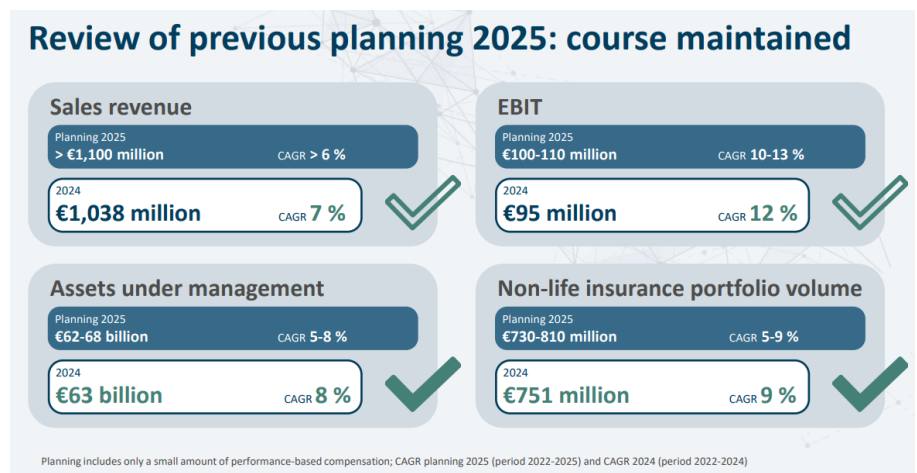 Review of previous planning 2025: course maintained
Sales revenue
Planning 2025
> €1,100 million CAGR > 6 %
2024
€1,038 million CAGR 7 %
EBIT
Planning 2025
€100-110 million CAGR 10-13 %
2024
€95 million CAGR 12 %
Assets under management
Planning 2025
€62-68 billion CAGR 5-8 %
2024
€63 billion CAGR 8 %
Non-life insurance portfolio volume
Planning 2025
€730-810 million CAGR 5-9 %
2024
€751 million CAGR 9 %
Planning includes only a small amount of performance-based compensation; CAGR planning 2025 (period 2022-2025) and CAGR 2024 (period 2022-2024)